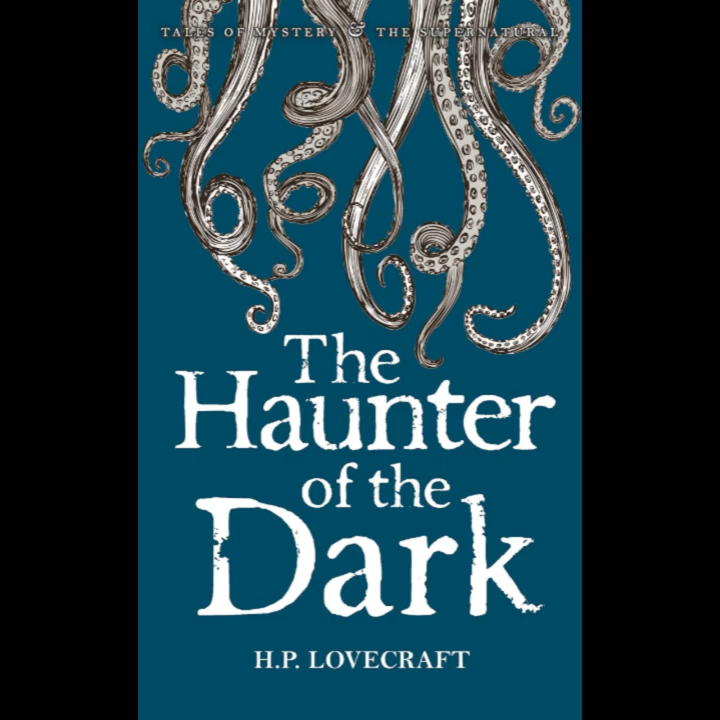 TALES OF MYSTERY & THE SUPERNATURAL
The
Haunter
of the
Dark
H.P. LOVECRAFT